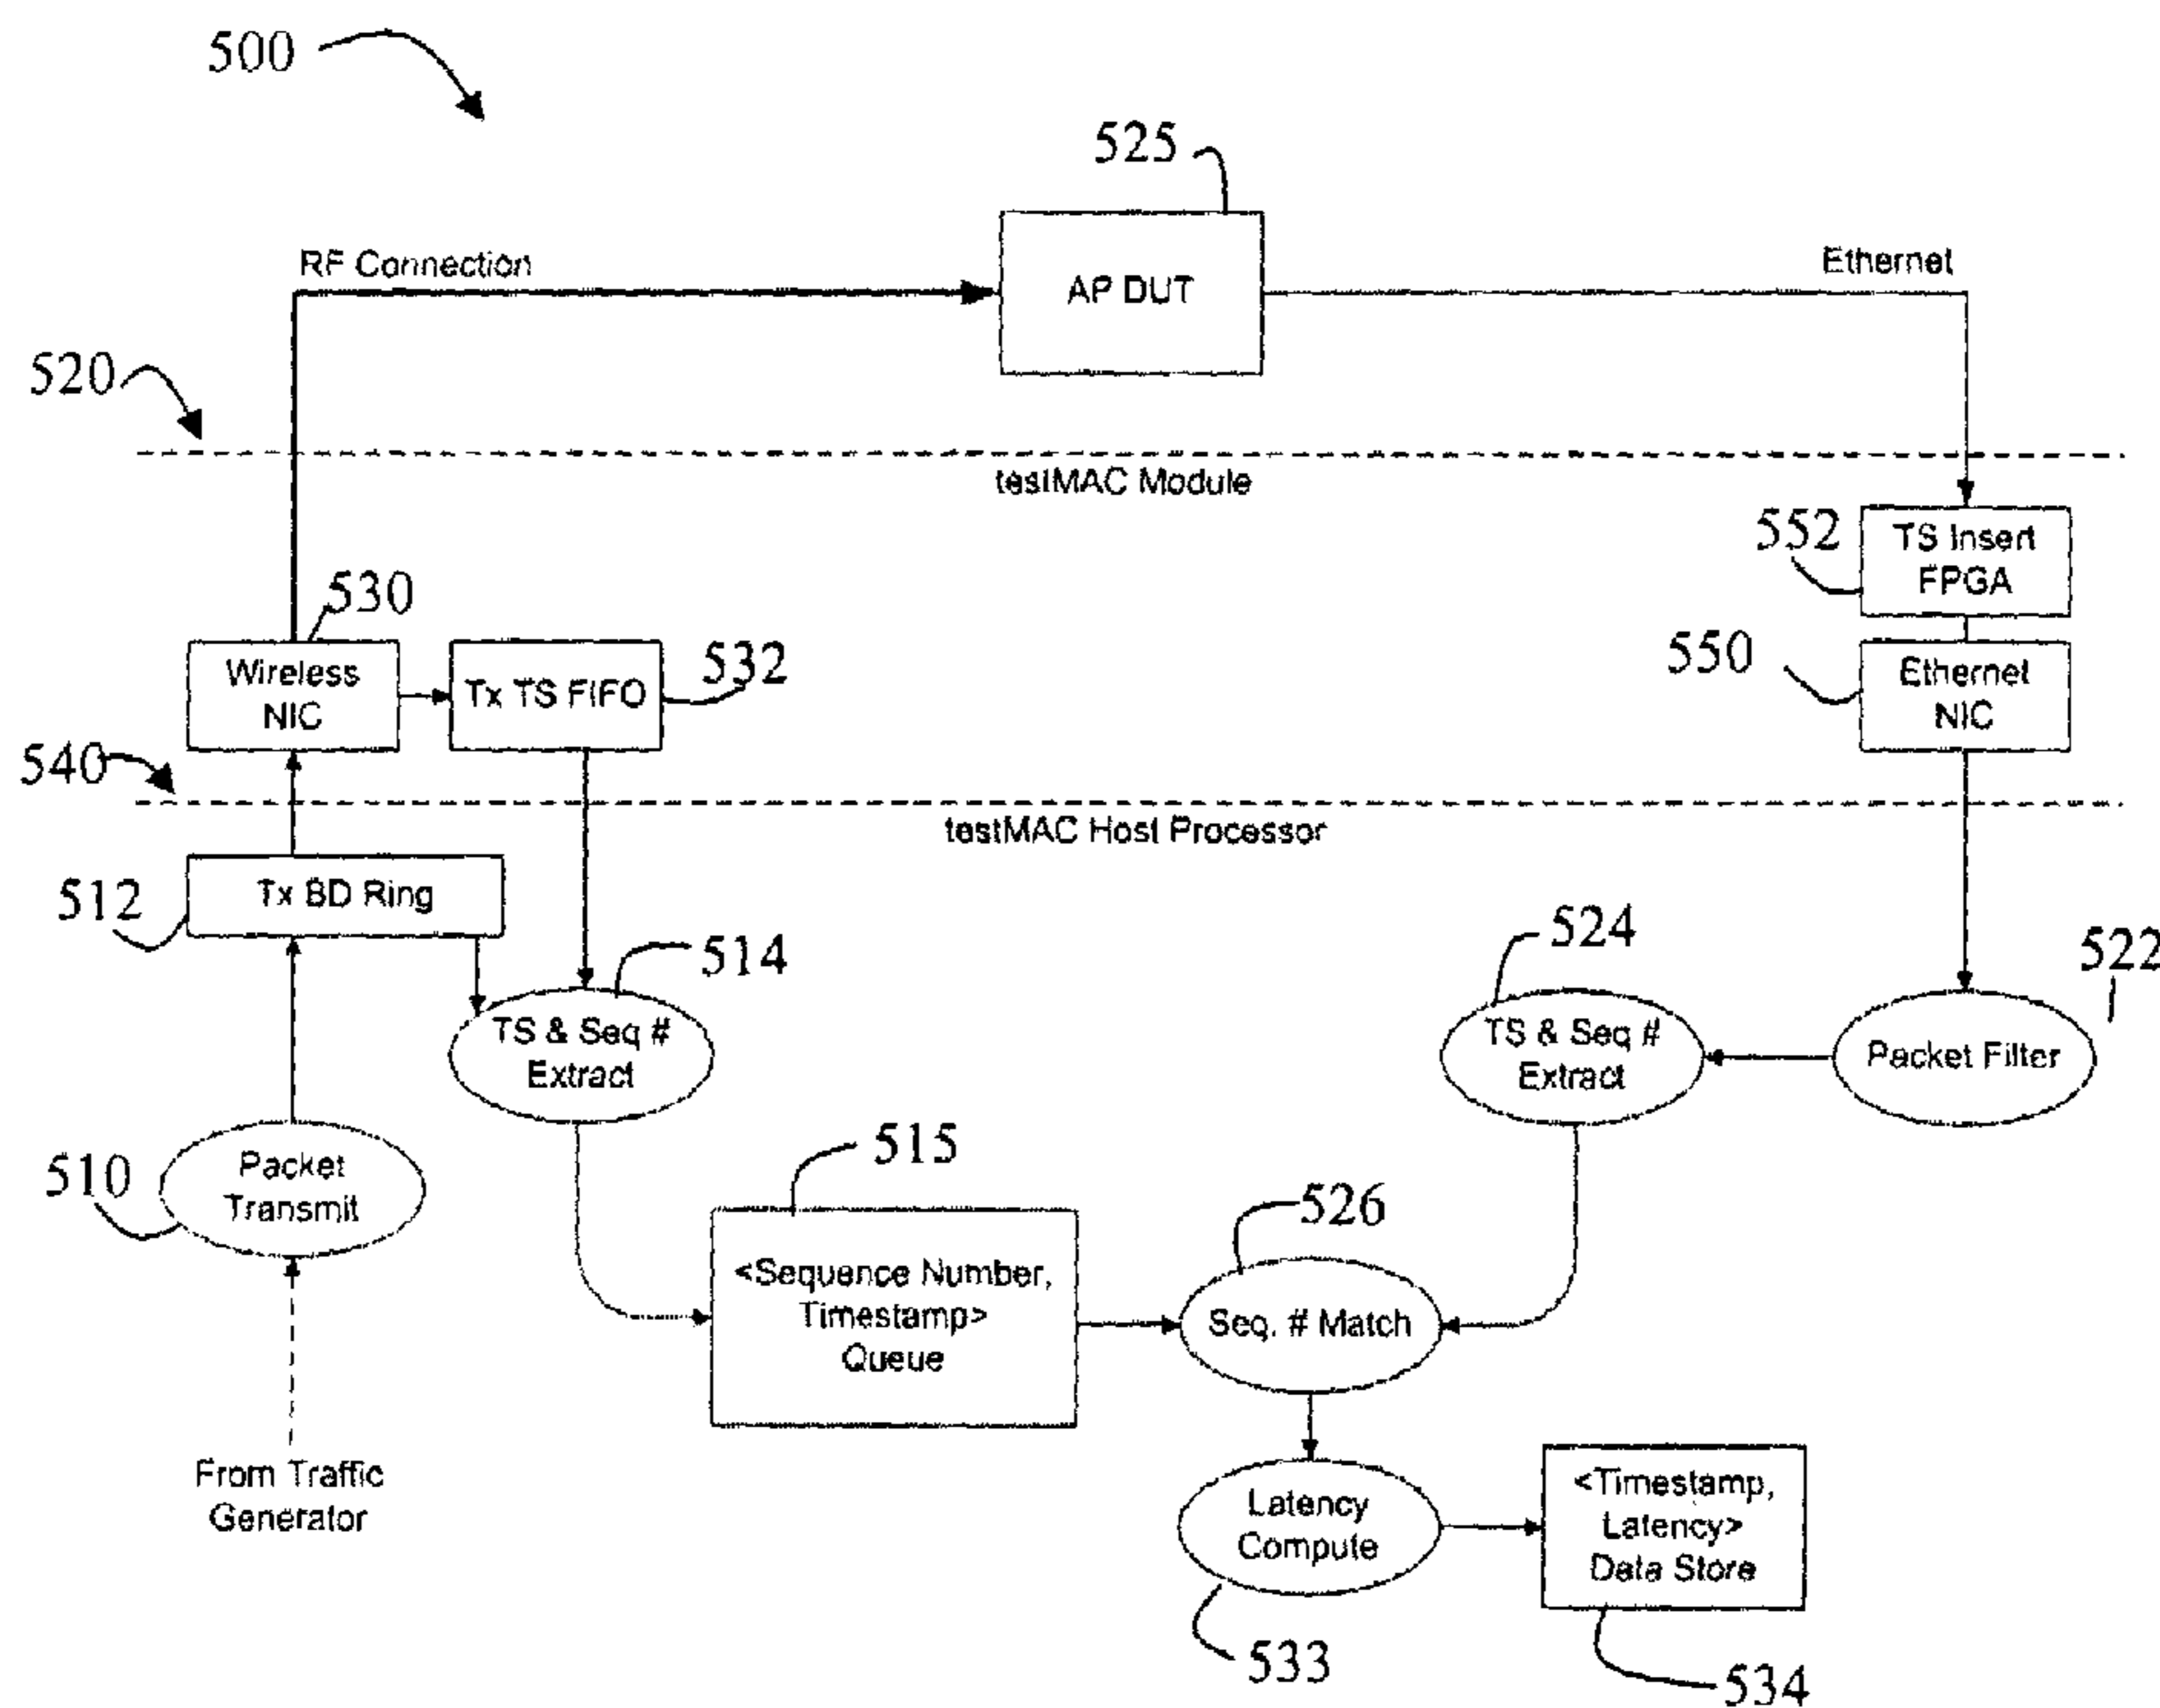 500
525
RF Connection
AP DUT
Ethernet
520
testMAC Module
552
TS Insert
FPGA
530
532
550
Wireless
NIC
Tx TS FIFO
Ethernet
NIC
540
testMAC Host Processor
512
Tx BD Ring
514
524
522
TS & Seq #
Extract
TS & Seq #
Extract
Packet Filter
510
Packet
Transmit
515
526
<Sequence Number,
Timestamp>
Queue
Seq. # Match
From Traffic
Generator
Latency
Compute
<Timestamp,
Latency>
Data Store
533
534